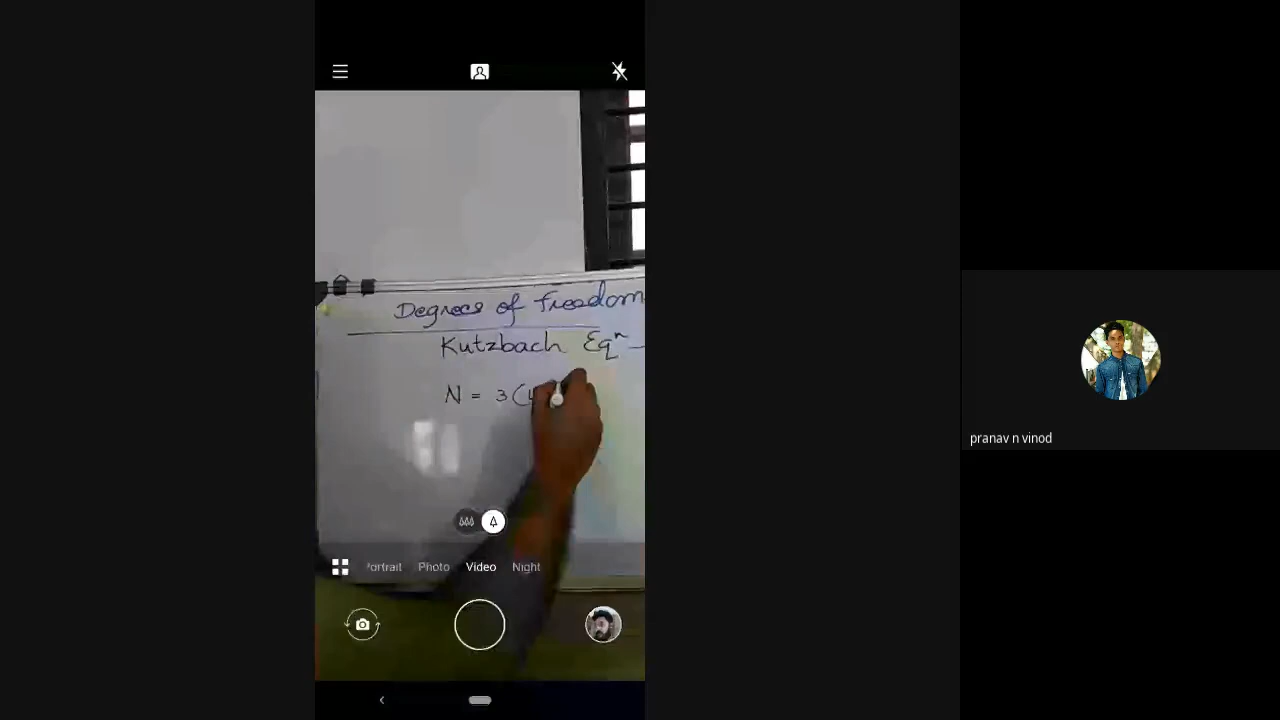 Degrees of freedom
Kutzbach Eqⁿ -
N = 3(
Portrait Photo Video Night
pranav n vinod